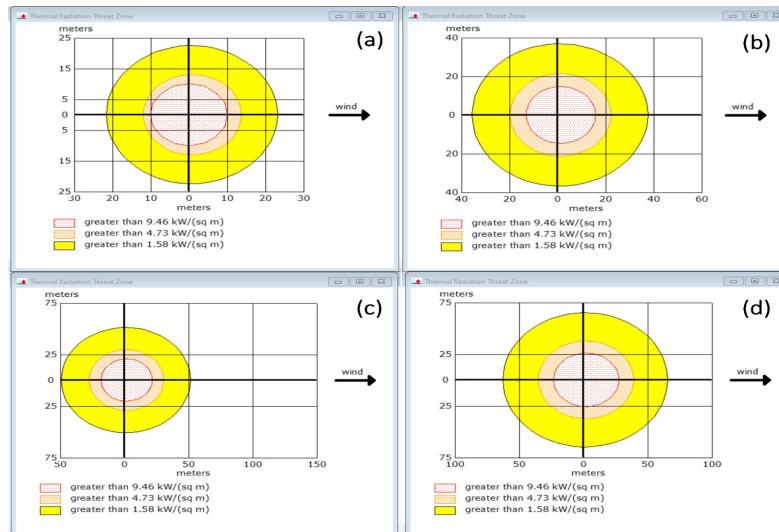 Thermal Radiation Threat Zone
meters
(a)
25
15
5
0
5
15
25
wind
30 20 10 0 10 20 30
meters
greater than 9.46 kW/(sq m)
greater than 4.73 kW/(sq m)
greater than 1.58 kW/(sq m)
Thermal Radiation Threat Zone
meters
(b)
40
20
0
20
40
wind
40 20 0 20 40 60
meters
greater than 9.46 kW/(sq m)
greater than 4.73 kW/(sq m)
greater than 1.58 kW/(sq m)
Thermal Radiation Threat Zone
meters
(c)
75
25
0
25
75
wind
50 0 50 100 150
meters
greater than 9.46 kW/(sq m)
greater than 4.73 kW/(sq m)
greater than 1.58 kW/(sq m)
Thermal Radiation Threat Zone
meters
(d)
75
25
0
25
75
wind
100 50 0 50 100
meters
greater than 9.46 kW/(sq m)
greater than 4.73 kW/(sq m)
greater than 1.58 kW/(sq m)